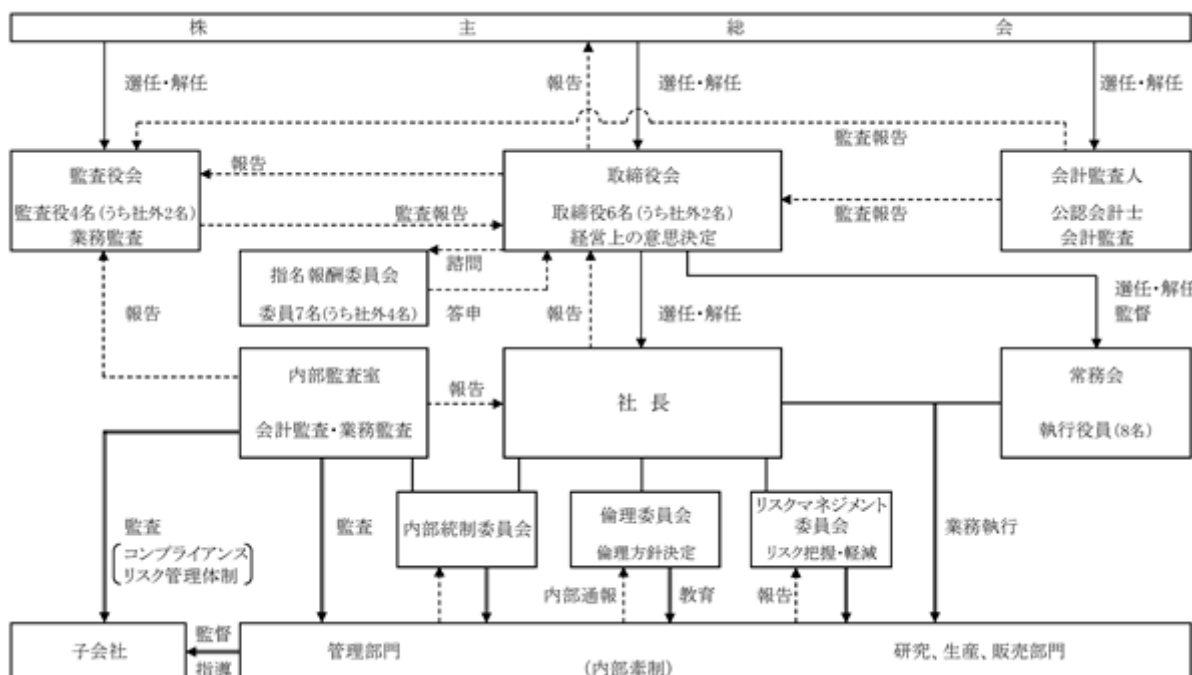 株主総会
選任・解任
報告
選任・解任
選任・解任
監査報告
監査役会
監査役4名(うち社外2名)
業務監査
報告
監査報告
取締役会
取締役6名(うち社外2名)
経営上の意思決定
監査報告
会計監査人
公認会計士
会計監査
諮問
指名報酬委員会
委員7名(うち社外4名)
答申
報告
報告
選任・解任
選任・解任
監督
内部監査室
会計監査・業務監査
報告
社長
常務会
執行役員(8名)
監査
コンプライアンス
リスク管理体制
監査
内部統制委員会
倫理委員会
倫理方針決定
リスクマネジメント
委員会
リスク把握・軽減
業務執行
内部通報
教育
報告
子会社
監督
指導
管理部門
(内部牽制)
研究、生産、販売部門